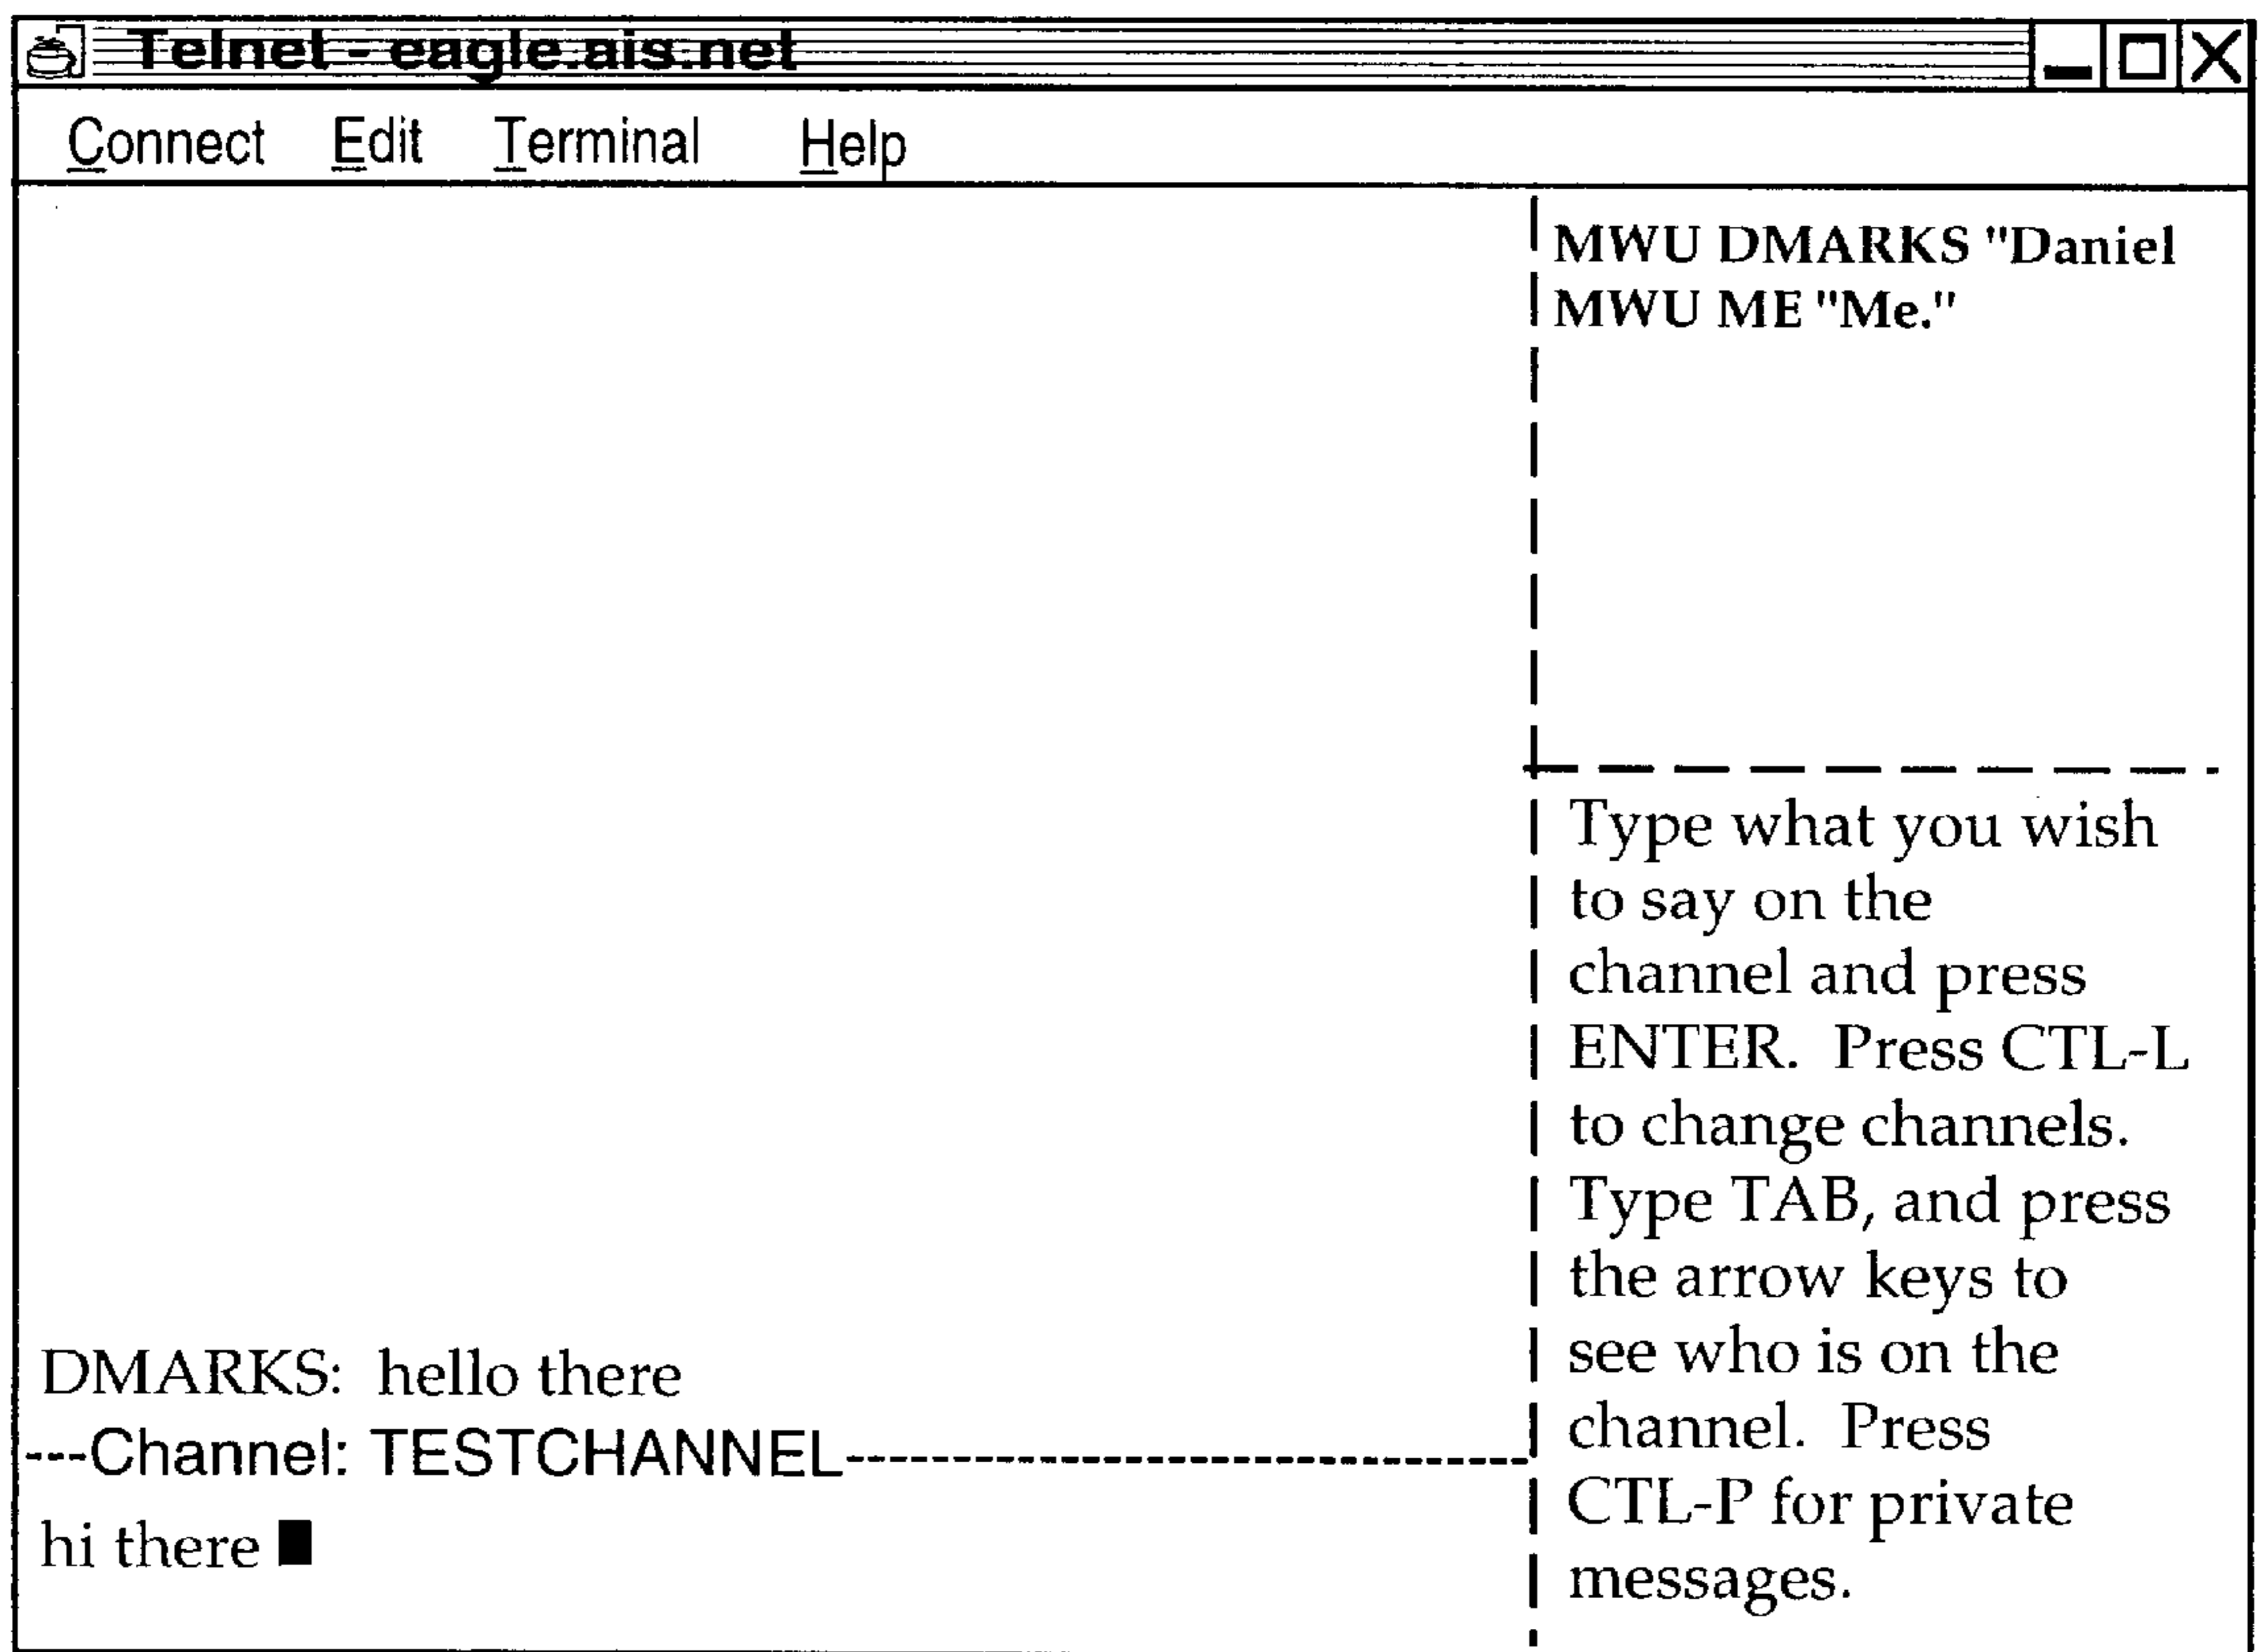 Telnet - eagle.ais.net
Connect Edit Terminal Help
MWU DMARKS "Daniel
MWU ME "Me."
Type what you wish
to say on the
channel and press
ENTER. Press CTL-L
to change channels.
Type TAB, and press
the arrow keys to
see who is on the
channel. Press
CTL-P for private
messages.
DMARKS: hello there
---Channel: TESTCHANNEL--------------------------------
hi there